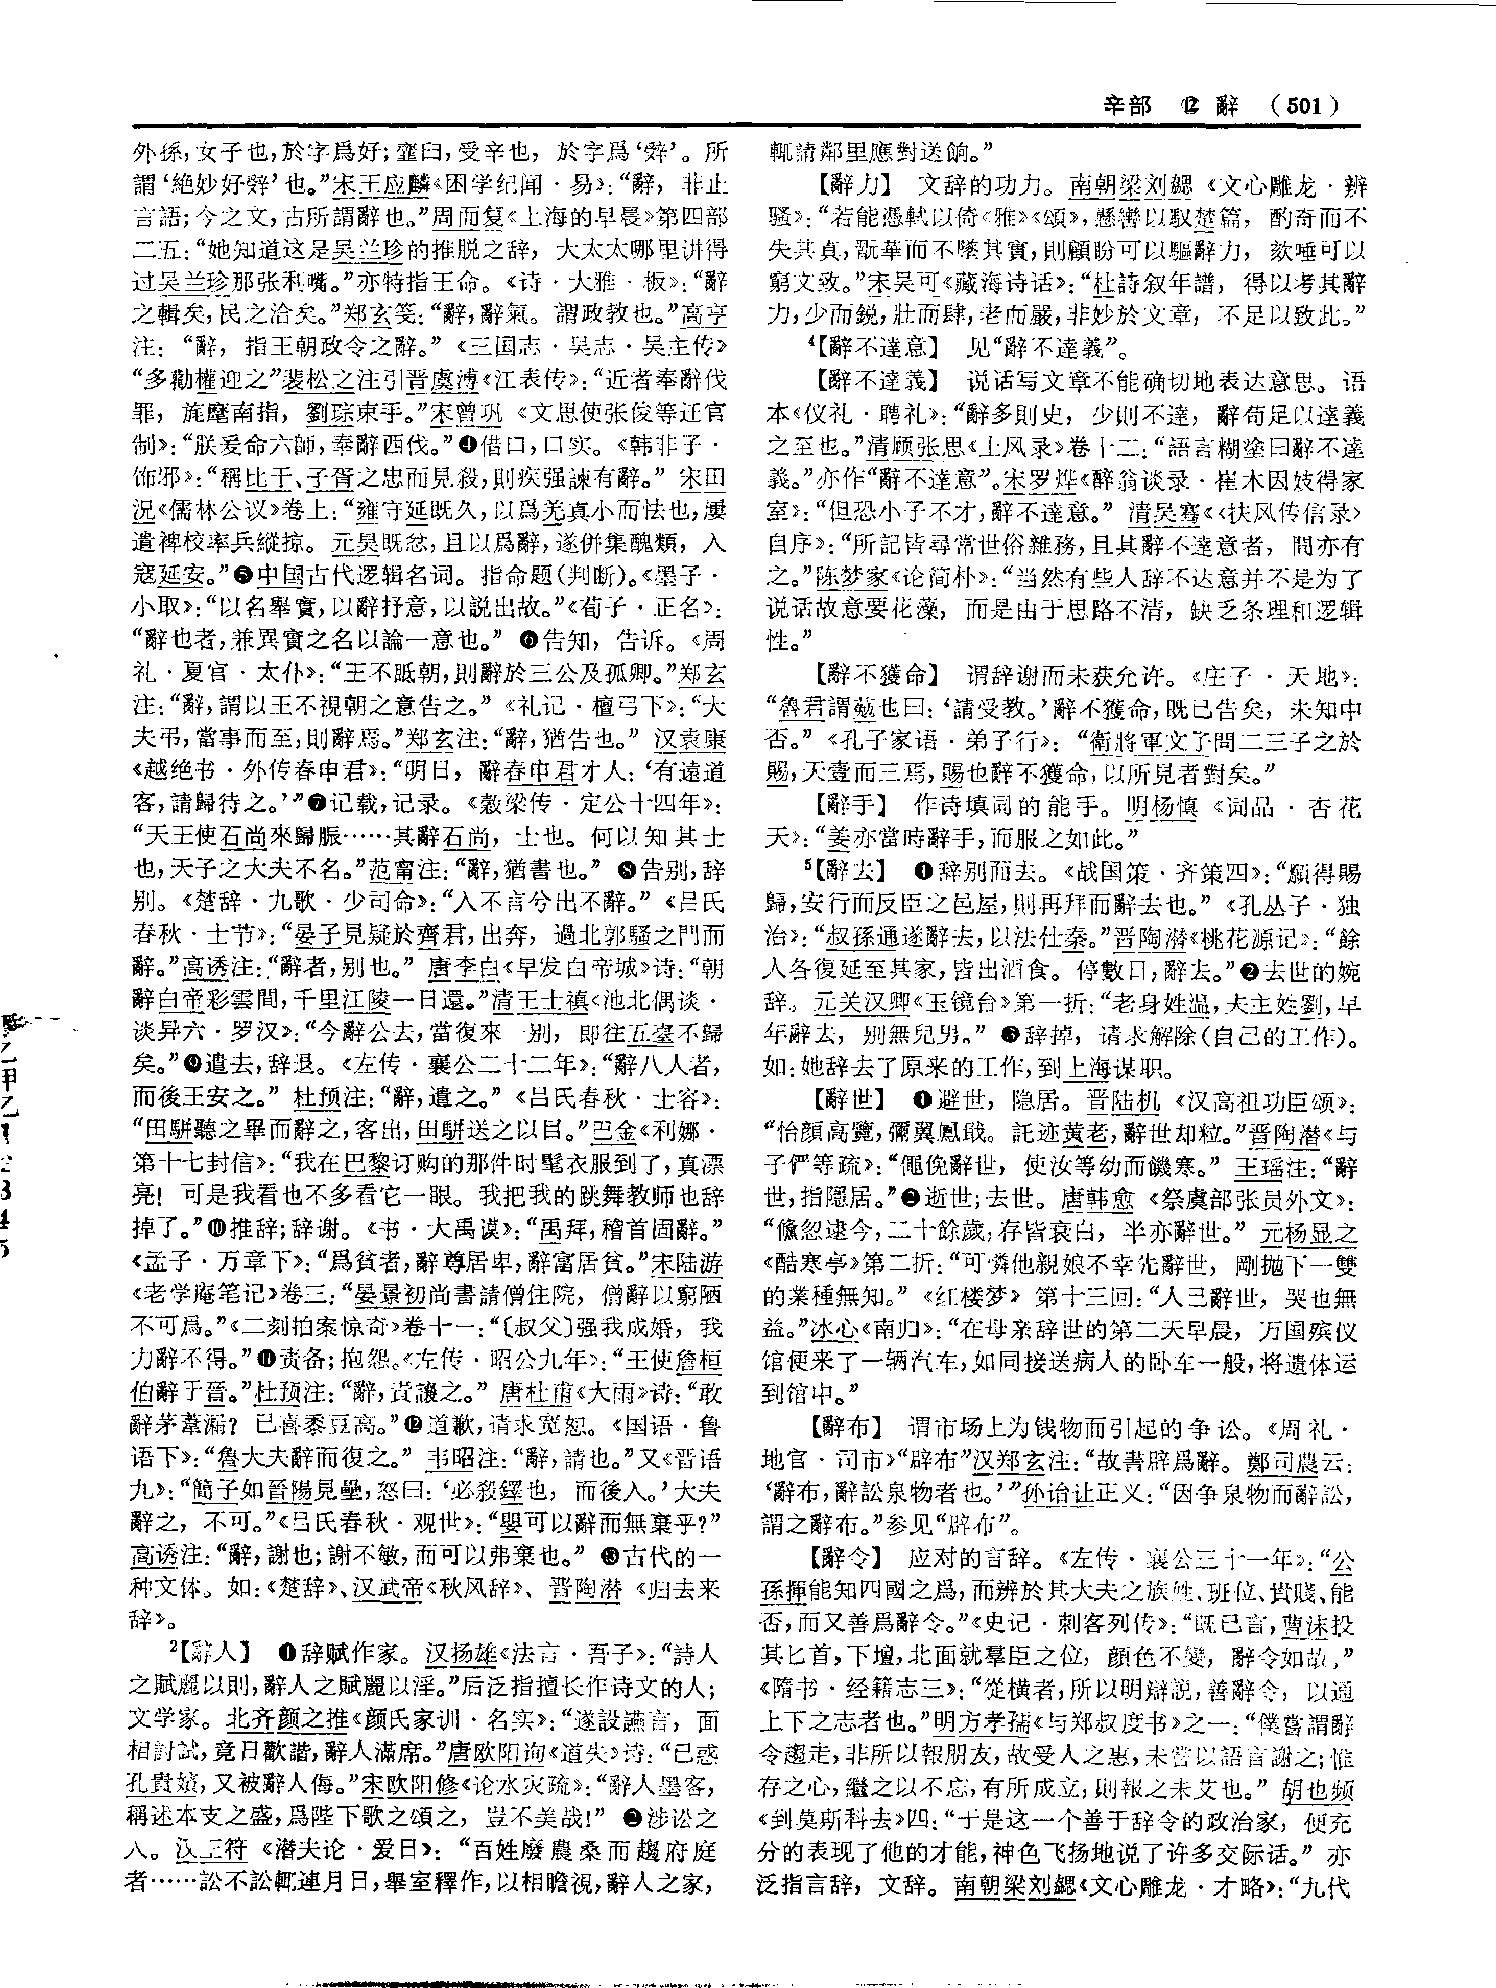 辛部 ⑫ 辭 (501)
外孫,女子也,於字爲好;虀臼,受辛也,於字爲‘辤’。所
謂‘絶妙好辤’也。”宋王应麟《困学纪闻·易》:“辭,非止
言語;今之文,古所謂辭也。”周而复《上海的早晨》第四部
二五:“她知道这是吴兰珍的推脱之辞,大太太哪里讲得
过吴兰珍那张利嘴。”亦特指王命。《诗·大雅·板》:“辭
之輯矣,民之洽矣。”郑玄笺:“辭,辭氣。謂政教也。”高亨
注:“辭,指王朝政令之辭。”《三国志·吴志·吴主传》
“多勸權迎之”裴松之注引晋虞溥《江表传》:“近者奉辭伐
罪,旄麾南指,劉琮束手。”宋曾巩《文思使张俊等迁官
制》:“朕爰命六師,奉辭西伐。”❹借口,口实。《韩非子·
饰邪》:“稱比干、子胥之忠而見殺,則疾强諫有辭。”宋田
况《儒林公议》卷上:“雍守延既久,以爲羌真小而怯也,屢
遣裨校率兵縱掠。元昊既忿,且以爲辭,遂併集醜類,入
寇延安。”❺中国古代逻辑名词。指命题(判断)。《墨子·
小取》:“以名舉實,以辭抒意,以説出故。”《荀子·正名》:
“辭也者,兼異實之名以論一意也。”❻告知,告诉。《周
礼·夏官·太仆》:“王不眡朝,則辭於三公及孤卿。”郑玄
注:“辭,謂以王不視朝之意告之。”《礼记·檀弓下》:“大
夫弔,當事而至,則辭焉。”郑玄注:“辭,猶告也。”汉袁康
《越绝书·外传春申君》:“明日,辭春申君才人:‘有遠道
客,請歸待之。’”❼记载,记录。《穀梁传·定公十四年》:
“天王使石尚來歸脤……其辭石尚,士也。何以知其士
也,天子之大夫不名。”范甯注:“辭,猶書也。”❽告别,辞
别。《楚辞·九歌·少司命》:“入不言兮出不辭。”《吕氏
春秋·士节》:“晏子見疑於齊君,出奔,過北郭騷之門而
辭。”高诱注:“辭者,别也。”唐李白《早发白帝城》诗:“朝
辭白帝彩雲間,千里江陵一日還。”清王士禛《池北偶谈·
谈异六·罗汉》:“今辭公去,當復來一别,即往五臺不歸
矣。”❾遣去,辞退。《左传·襄公二十二年》:“辭八人者,
而後王安之。”杜预注:“辭,遣之。”《吕氏春秋·士容》:
“田駢聽之畢而辭之,客出,田駢送之以目。”巴金《利娜·
第十七封信》:“我在巴黎订购的那件时髦衣服到了,真漂
亮!可是我看也不多看它一眼。我把我的跳舞教师也辞
掉了。”❿推辞;辞谢。《书·大禹谟》:“禹拜,稽首固辭。”
《孟子·万章下》:“爲貧者,辭尊居卑,辭富居貧。”宋陆游
《老学庵笔记》卷三:“晏景初尚書請僧住院,僧辭以窮陋
不可爲。”《二刻拍案惊奇》卷十一:“〔叔父〕强我成婚,我
力辭不得。”⓫责备;抱怨。《左传·昭公九年》:“王使詹桓
伯辭于晉。”杜预注:“辭,責讓之。”唐杜甫《大雨》诗:“敢
辭茅葦漏?已喜黍豆高。”⓬道歉,请求宽恕。《国语·鲁
语下》:“魯大夫辭而復之。”韦昭注:“辭,請也。”又《晋语
九》:“簡子如晉陽見壘,怒曰:‘必殺鐸也,而後入。’大夫
辭之,不可。”《吕氏春秋·观世》:“嬰可以辭而無棄乎?”
高诱注:“辭,謝也;謝不敏,而可以弗棄也。”⓭古代的一
种文体。如:《楚辞》、汉武帝《秋风辞》、晋陶潜《归去来
辞》。
²【辭人】 ❶辞赋作家。汉扬雄《法言·吾子》:“詩人
之賦麗以則,辭人之賦麗以淫。”后泛指擅长作诗文的人;
文学家。北齐颜之推《颜氏家训·名实》:“遂設讌言,面
相討試,竟日歡諧,辭人滿席。”唐欧阳询《道失》诗:“已惑
孔貴嬪,又被辭人侮。”宋欧阳修《论水灾疏》:“辭人墨客,
稱述本支之盛,爲陛下歌之頌之,豈不美哉!”❷涉讼之
人。汉王符《潜夫论·爱日》:“百姓廢農桑而趨府庭
者……訟不訟輒連月日,舉室釋作,以相瞻視,辭人之家,
輒請鄰里應對送餉。”
【辭力】 文辞的功力。南朝梁刘勰《文心雕龙·辨
骚》:“若能憑軾以倚《雅》《頌》,懸轡以馭楚篇,酌奇而不
失其真,翫華而不墜其實,則顧盼可以驅辭力,欬唾可以
窮文致。”宋吴可《藏海诗话》:“杜詩叙年譜,得以考其辭
力,少而鋭,壯而肆,老而嚴,非妙於文章,不足以致此。”
⁴【辭不達意】 见“辭不達義”。
【辭不達義】 说话写文章不能确切地表达意思。语
本《仪礼·聘礼》:“辭多則史,少則不達,辭苟足以達義
之至也。”清顾张思《土风录》卷十二:“語言糊塗曰辭不達
義。”亦作“辭不達意”。宋罗烨《醉翁谈录·崔木因妓得家
室》:“但恐小子不才,辭不達意。”清吴骞《〈扶风传信录〉
自序》:“所記皆尋常世俗雜務,且其辭不達意者,間亦有
之。”陈梦家《论简朴》:“当然有些人辞不达意并不是为了
说话故意耍花藻,而是由于思路不清,缺乏条理和逻辑
性。”
【辭不獲命】 谓辞谢而未获允许。《庄子·天地》:
“魯君謂葂也曰:‘請受教。’辭不獲命,既已告矣,未知中
否。”《孔子家语·弟子行》:“衛將軍文子問二三子之於
賜,天壹而三焉,賜也辭不獲命,以所見者對矣。”
【辭手】 作诗填词的能手。明杨慎《词品·杏花
天》:“姜亦當時辭手,而服之如此。”
⁵【辭去】 ❶辞别而去。《战国策·齐策四》:“願得賜
歸,安行而反臣之邑屋,則再拜而辭去也。”《孔丛子·独
治》:“叔孫通遂辭去,以法仕秦。”晋陶潜《桃花源记》:“餘
人各復延至其家,皆出酒食。停數日,辭去。”❷去世的婉
辞。元关汉卿《玉镜台》第一折:“老身姓温,夫主姓劉,早
年辭去,别無兒男。”❸辞掉,请求解除(自己的工作)。
如:她辞去了原来的工作,到上海谋职。
【辭世】 ❶避世,隐居。晋陆机《汉高祖功臣颂》:
“怡顔高覽,彌翼鳳戢。託迹黄老,辭世却粒。”晋陶潜《与
子俨等疏》:“僶俛辭世,使汝等幼而饑寒。”王瑶注:“辭
世,指隱居。”❷逝世;去世。唐韩愈《祭虞部张员外文》:
“儵忽逮今,二十餘歲,存皆衰白,半亦辭世。”元杨显之
《酷寒亭》第二折:“可憐他親娘不幸先辭世,剛抛下一雙
的業種無知。”《红楼梦》第十三回:“人已辭世,哭也無
益。”冰心《南归》:“在母亲辞世的第二天早晨,万国殡仪
馆便来了一辆汽车,如同接送病人的卧车一般,将遗体运
到馆中。”
【辭布】 谓市场上为钱物而引起的争讼。《周礼·
地官·司市》“辟布”汉郑玄注:“故書辟爲辭。鄭司農云:
‘辭布,辭訟泉物者也。’”孙诒让正义:“因争泉物而辭訟,
謂之辭布。”参见“辟布”。
【辭令】 应对的言辞。《左传·襄公三十一年》:“公
孫揮能知四國之爲,而辨於其大夫之族姓、班位、貴賤、能
否,而又善爲辭令。”《史记·刺客列传》:“既已言,曹沫投
其匕首,下壇,北面就羣臣之位,顔色不變,辭令如故。”
《隋书·经籍志三》:“從横者,所以明辯説,善辭令,以通
上下之志者也。”明方孝孺《与郑叔度书》之一:“僕嘗謂辭
令趨走,非所以報朋友,故受人之惠,未嘗以語言謝之;惟
存之心,繼之以不忘,有所成立,則報之未艾也。”胡也频
《到莫斯科去》四:“于是这一个善于辞令的政治家,便充
分的表现了他的才能,神色飞扬地说了许多交际话。”亦
泛指言辞,文辞。南朝梁刘勰《文心雕龙·才略》:“九代